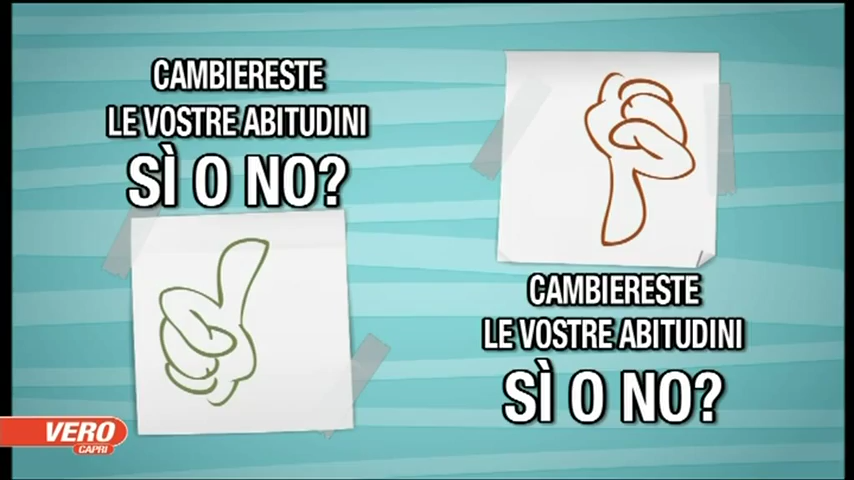 CAMBIERESTE
LE VOSTRE ABITUDINI
SÌ O NO?
CAMBIERESTE
LE VOSTRE ABITUDINI
SÌ O NO?
VERO
CAPRI